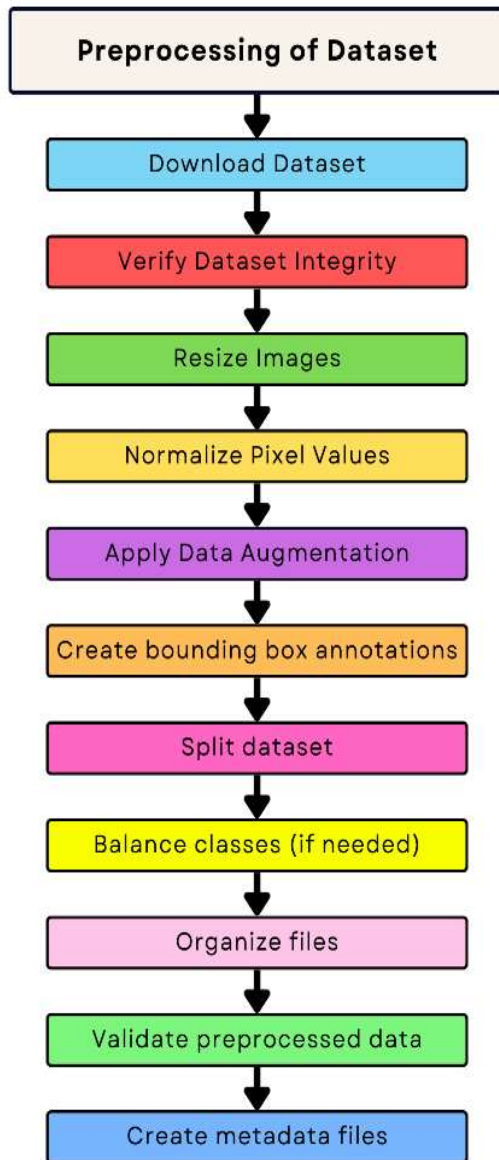 Preprocessing of Dataset
Download Dataset
Verify Dataset Integrity
Resize Images
Normalize Pixel Values
Apply Data Augmentation
Create bounding box annotations
Split dataset
Balance classes (if needed)
Organize files
Validate preprocessed data
Create metadata files